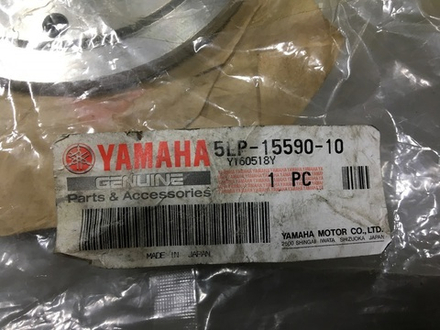 YAMAHA 5LP-15590-10
YT60518Y
GENUINE
Parts & Accessories
1 PC
YAMAHA MOTOR CO., LTD.
2500 SHINGAI IWATA SHIZUOKA JAPAN
MADE IN JAPAN